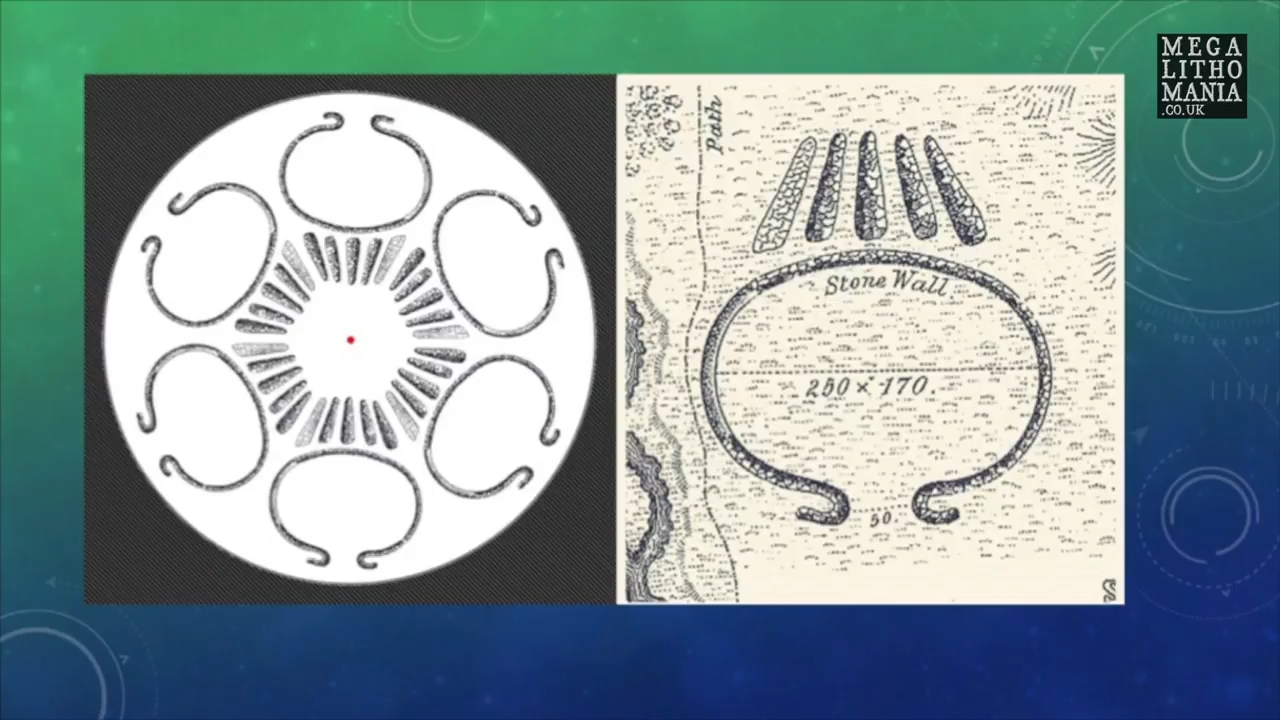 MEGA
LITHO
MANIA
.CO.UK
Path
Stone Wall
250 × 170.
50.
S